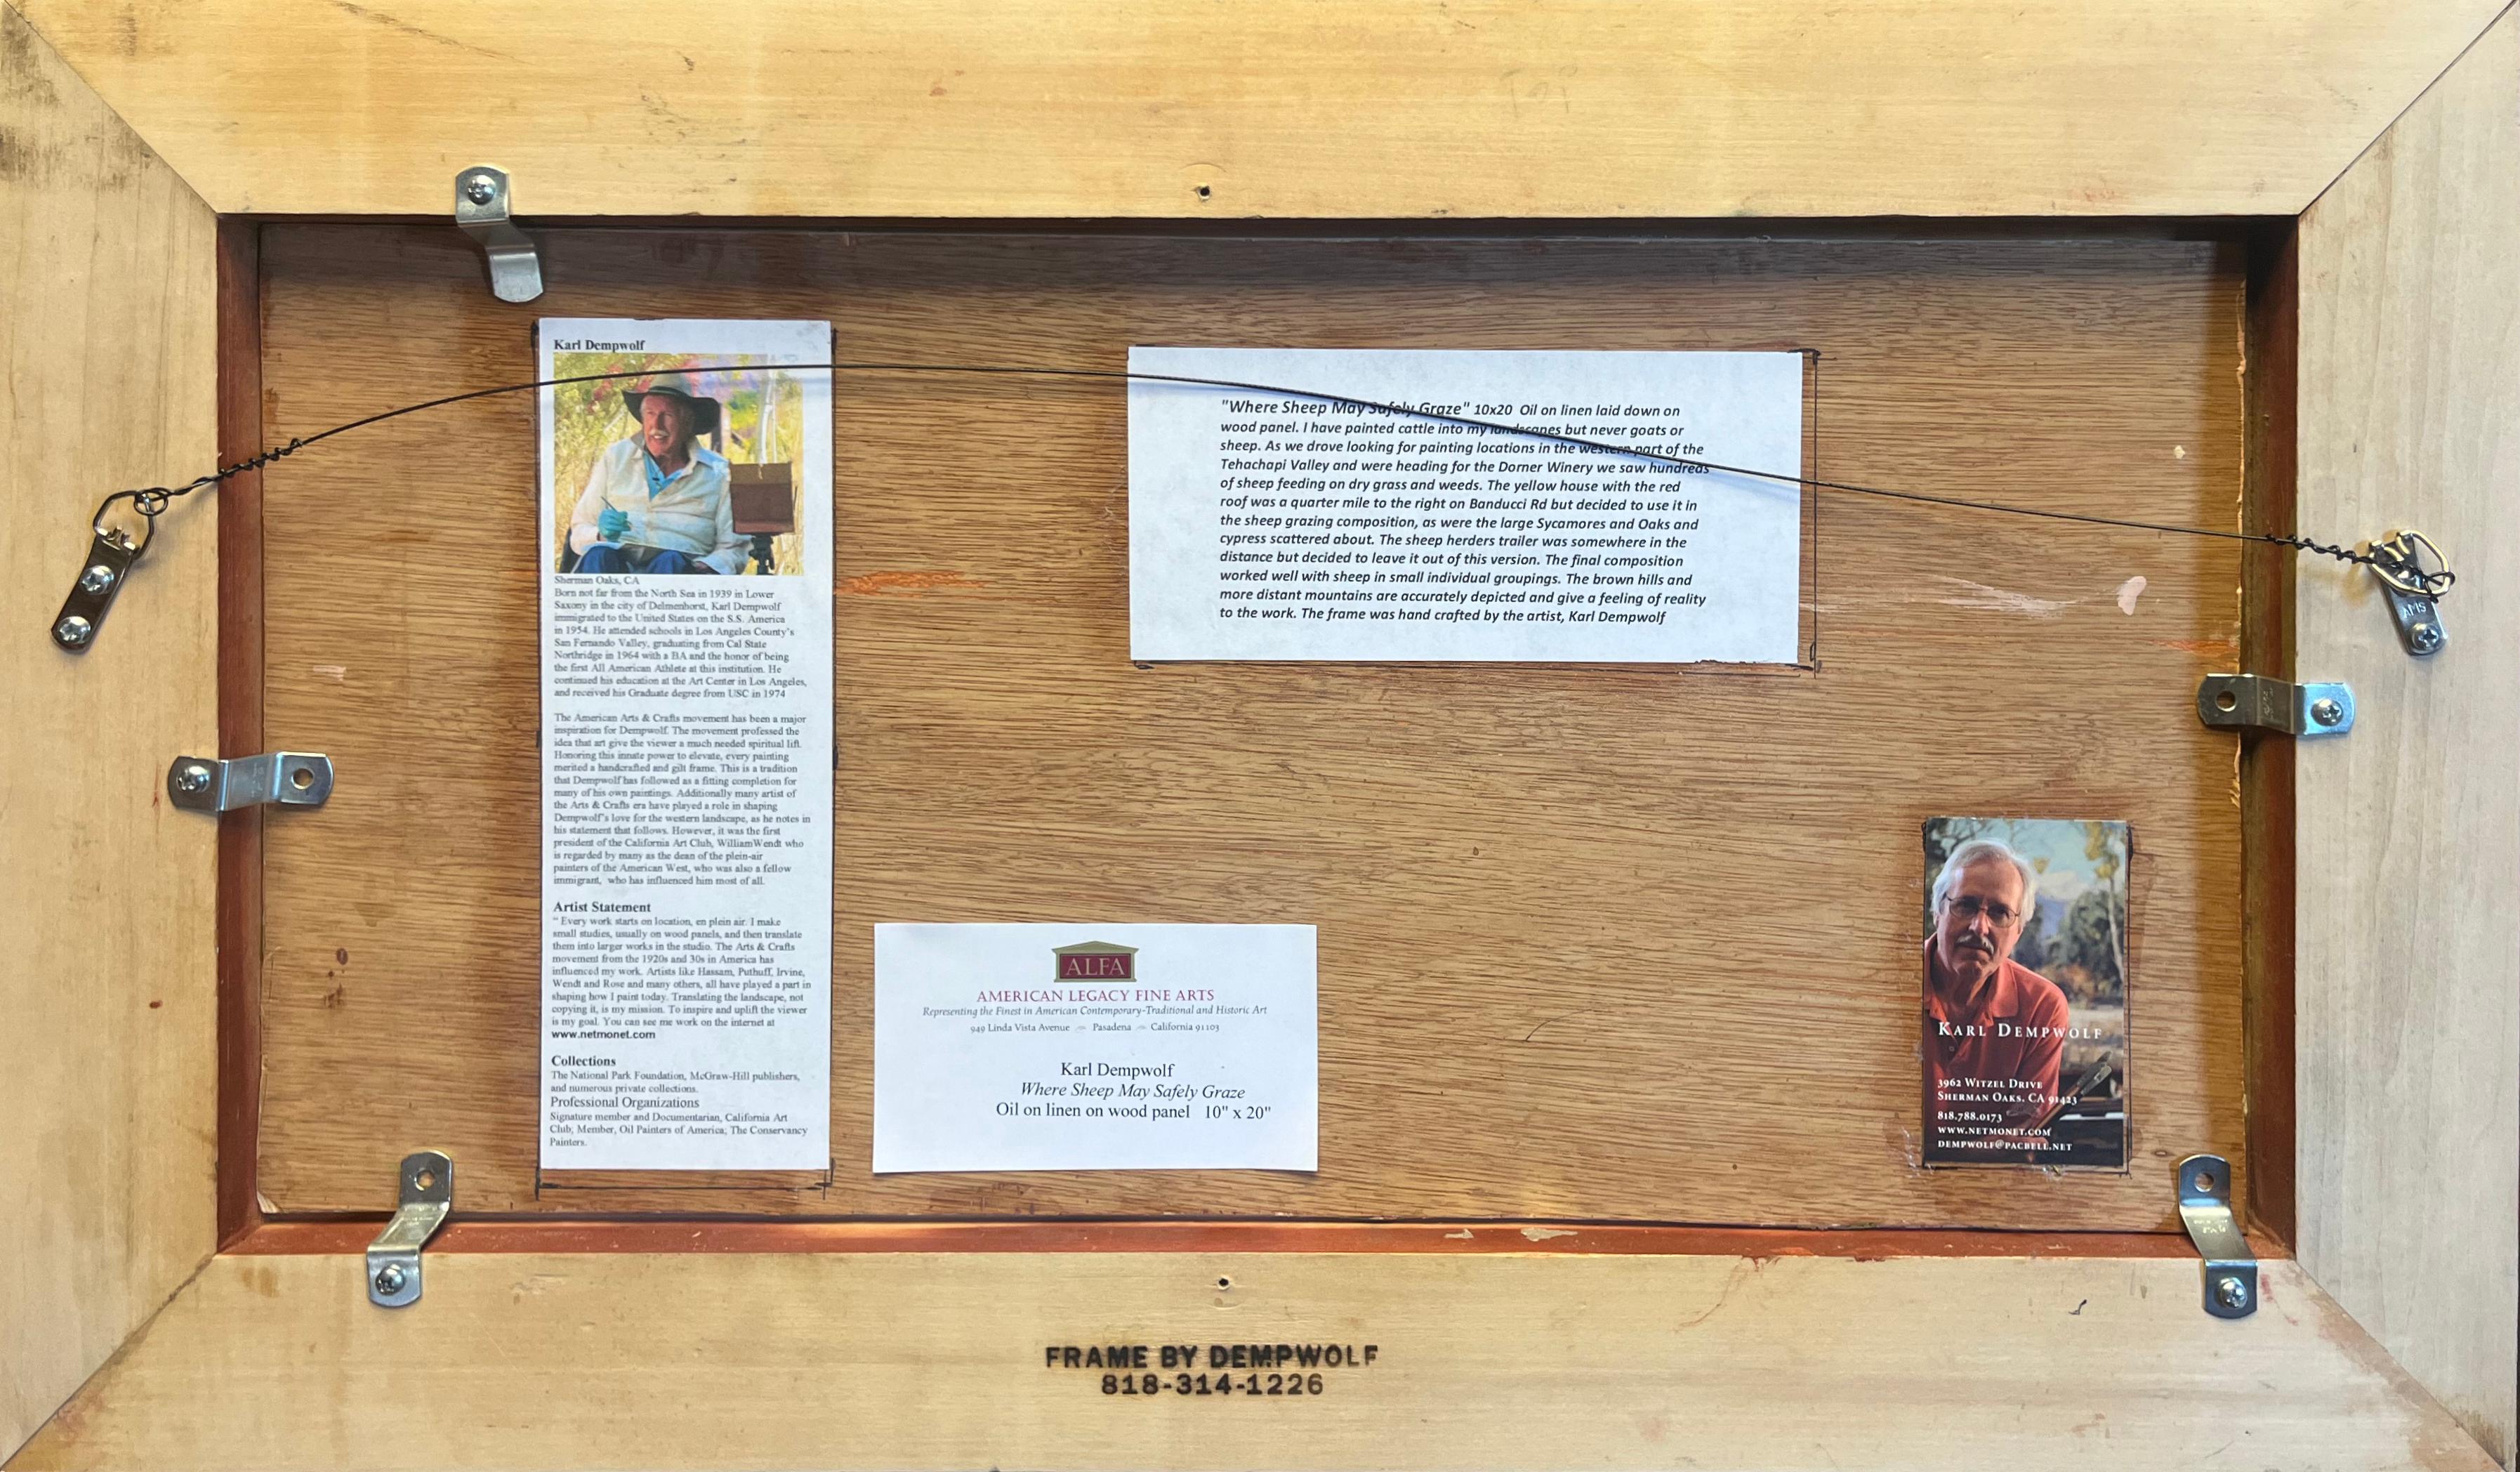 TOP
Karl Dempwolf
Sherman Oaks, CA
Born not far from the North Sea in 1939 in Lower
Saxony in the city of Delmenhorst, Karl Dempwolf
immigrated to the United States on the S.S. America
in 1954. He attended schools in Los Angeles County's
San Fernando Valley, graduating from Cal State
Northridge in 1964 with a BA and the honor of being
the first All American Athlete at this institution. He
continued his education at the Art Center in Los Angeles,
and received his Graduate degree from USC in 1974
The American Arts & Crafts movement has been a major
inspiration for Dempwolf. The movement professed the
idea that art give the viewer a much needed spiritual lift.
Honoring this innate power to elevate, every painting
merited a handcrafted and gilt frame. This is a tradition
that Dempwolf has followed as a fitting completion for
many of his own paintings. Additionally many artist of
the Arts & Crafts era have played a role in shaping
Dempwolf's love for the western landscape, as he notes in
his statement that follows. However, it was the first
president of the California Art Club, WilliamWendt who
is regarded by many as the dean of the plein-air
painters of the American West, who was also a fellow
immigrant, who has influenced him most of all.
Artist Statement
" Every work starts on location, en plein air. I make
small studies, usually on wood panels, and then translate
them into larger works in the studio. The Arts & Crafts
movement from the 1920s and 30s in America has
influenced my work. Artists like Hassam, Puthuff, Irvine,
Wendt and Rose and many others, all have played a part in
shaping how I paint today. Translating the landscape, not
copying it, is my mission. To inspire and uplift the viewer
is my goal. You can see me work on the internet at
www.netmonet.com
Collections
The National Park Foundation, McGraw-Hill publishers,
and numerous private collections.
Professional Organizations
Signature member and Documentarian, California Art
Club; Member, Oil Painters of America; The Conservancy
Painters.
"Where Sheep May Safely Graze" 10x20 Oil on linen laid down on
wood panel. I have painted cattle into my landscapes but never goats or
sheep. As we drove looking for painting locations in the western part of the
Tehachapi Valley and were heading for the Dorner Winery we saw hundreds
of sheep feeding on dry grass and weeds. The yellow house with the red
roof was a quarter mile to the right on Banducci Rd but decided to use it in
the sheep grazing composition, as were the large Sycamores and Oaks and
cypress scattered about. The sheep herders trailer was somewhere in the
distance but decided to leave it out of this version. The final composition
worked well with sheep in small individual groupings. The brown hills and
more distant mountains are accurately depicted and give a feeling of reality
to the work. The frame was hand crafted by the artist, Karl Dempwolf
AMS
ALFA
AMERICAN LEGACY FINE ARTS
Representing the Finest in American Contemporary-Traditional and Historic Art
949 Linda Vista Avenue ~ Pasadena ~ California 91103
Karl Dempwolf
Where Sheep May Safely Graze
Oil on linen on wood panel 10" x 20"
KARL DEMPWOLF
3962 WITZEL DRIVE
SHERMAN OAKS. CA 91423
818.788.0173
WWW.NETMONET.COM
DEMPWOLF@PACBELL.NET
FRAME BY DEMPWOLF
818-314-1226